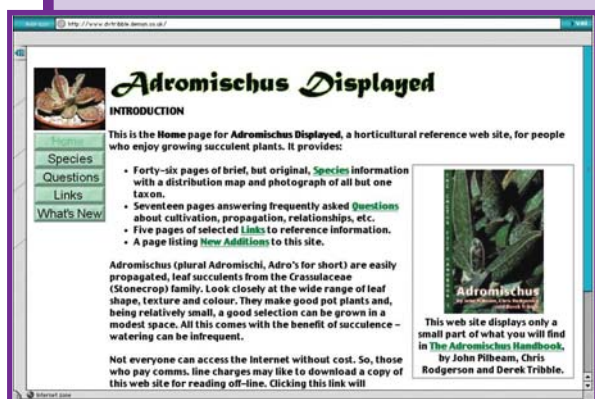 http://www.dvtribble.demon.co.uk/
Adromischus Displayed
INTRODUCTION
This is the Home page for Adromischus Displayed, a horticultural reference web site, for people
who enjoy growing succulent plants. It provides:
Home
Species
Questions
Links
What's New
• Forty-six pages of brief, but original, Species information
with a distribution map and photograph of all but one
taxon.
• Seventeen pages answering frequently asked Questions
about cultivation, propagation, relationships, etc.
• Five pages of selected Links to reference information.
• A page listing New Additions to this site.
Adromischus (plural Adromischi, Adro's for short) are easily
propagated, leaf succulents from the Crassulaceae
(Stonecrop) family. Look closely at the wide range of leaf
shape, texture and colour. They make good pot plants and,
being relatively small, a good selection can be grown in a
modest space. All this comes with the benefit of succulence –
watering can be infrequent.
Not everyone can access the Internet without cost. So, those
who pay comms. line charges may like to download a copy of
this web site for reading off-line. Clicking this link will
Adromischus
by John Pilbeam, Chris Rodgerson
and Derek Tribble
This web site displays only a
small part of what you will find
in The Adromischus Handbook,
by John Pilbeam, Chris
Rodgerson and Derek Tribble.
Internet zone